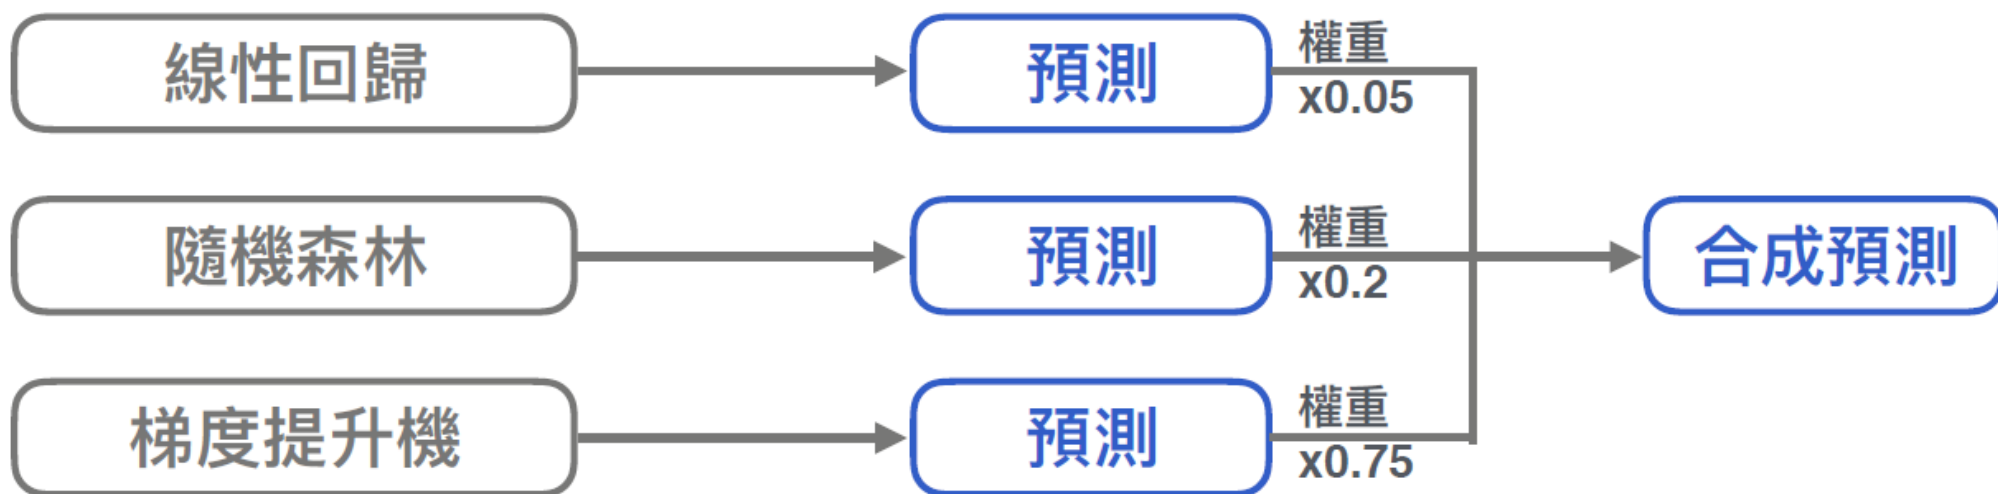 線性回歸
預測
權重
x0.05
隨機森林
預測
權重
x0.2
合成預測
梯度提升機
預測
權重
x0.75